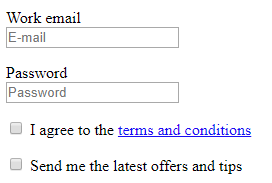 Work email
E-mail
Password
Password
I agree to the terms and conditions
Send me the latest offers and tips